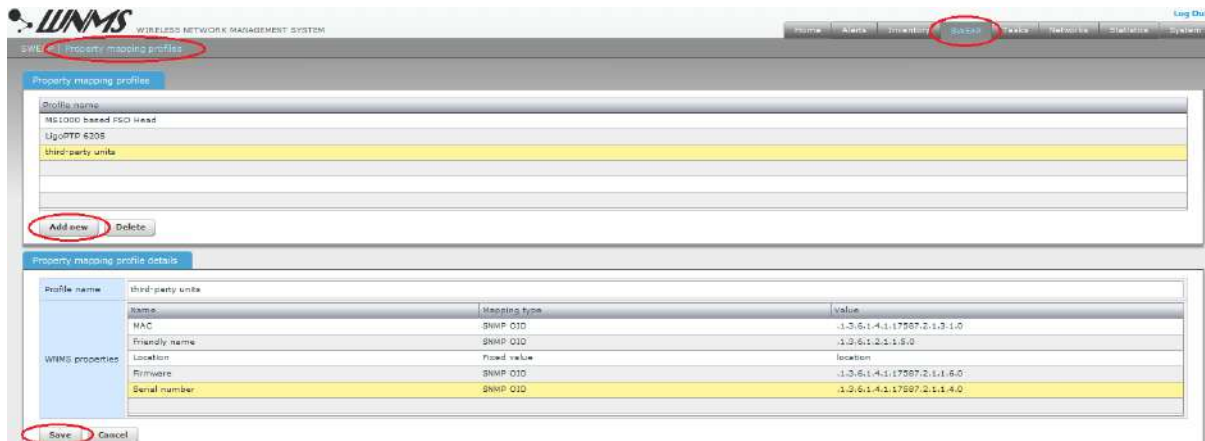 WNMS WIRELESS NETWORK MANAGEMENT SYSTEM
Log Ou
Home Alerts Inventory SWEEP Tasks Networks Statistics System
SWEEP | Property mapping profiles
Property mapping profiles
Profile name
MS1000 based FSO Head
LigoPTP 6205
third-party units
Add new Delete
Property mapping profile details
Profile name third-party units
Name Mapping type Value
MAC SNMP OID .1.3.6.1.4.1.17587.2.1.3.1.0
Friendly name SNMP OID .1.3.6.1.2.1.1.5.0
WNMS properties Location Fixed value location
Firmware SNMP OID .1.3.6.1.4.1.17587.2.1.1.6.0
Serial number SNMP OID .1.3.6.1.4.1.17587.2.1.1.4.0
Save Cancel